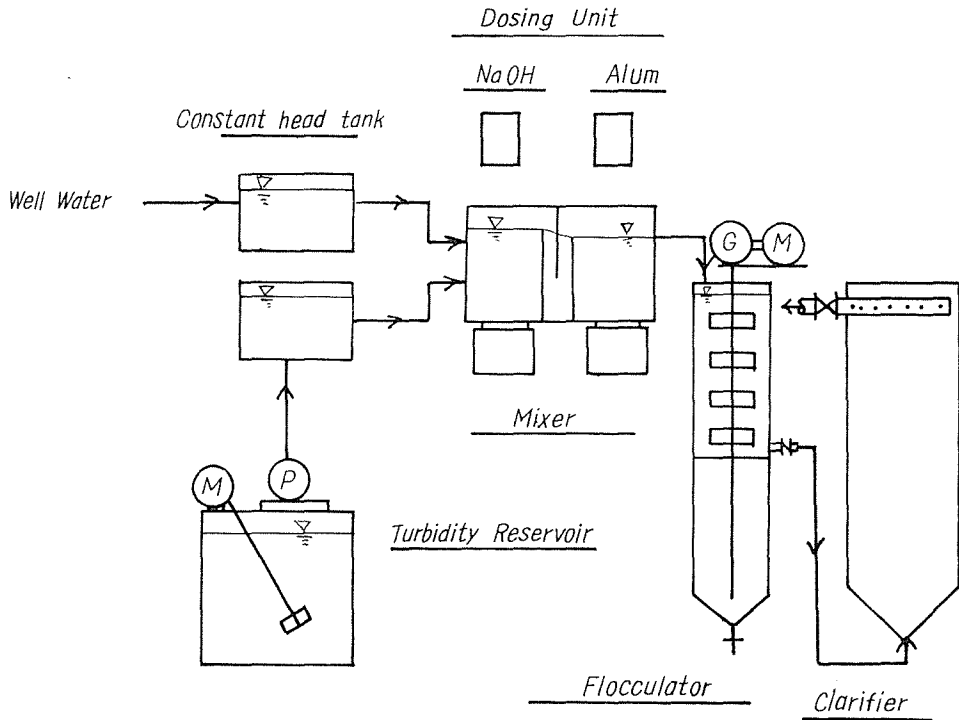 Dosing Unit
NaOH
Alum
Constant head tank
Well Water
G
M
Mixer
M
P
Turbidity Reservoir
Flocculator
Clarifier